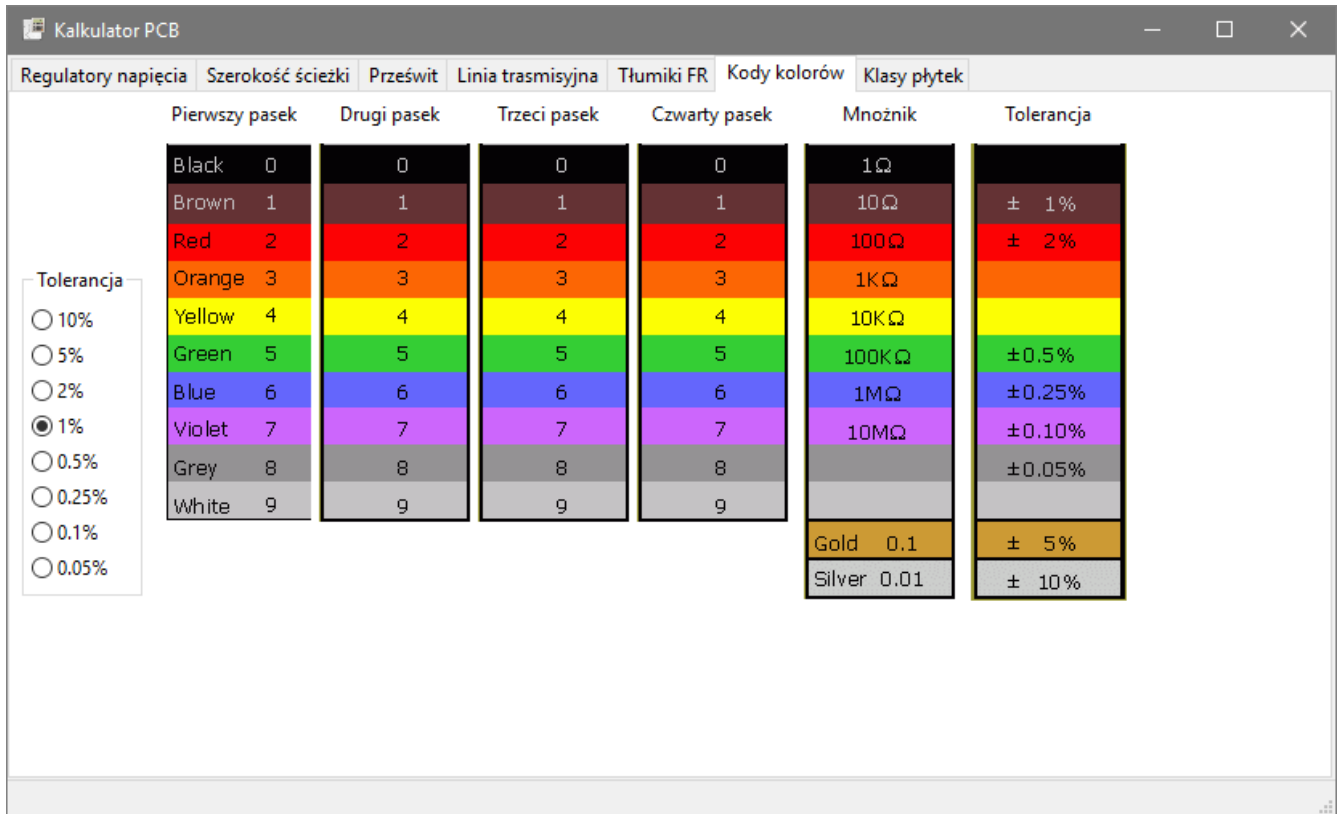 Kalkulator PCB
Regulatory napięcia Szerokość ścieżki Prześwit Linia trasmisyjna Tłumiki FR Kody kolorów Klasy płytek
Pierwszy pasek Drugi pasek Trzeci pasek Czwarty pasek Mnożnik Tolerancja
Black 0 0 0 0 1Ω
Brown 1 1 1 1 10Ω ± 1%
Red 2 2 2 2 100Ω ± 2%
Tolerancja Orange 3 3 3 3 1KΩ
10% Yellow 4 4 4 4 10KΩ
5% Green 5 5 5 5 100KΩ ±0.5%
2% Blue 6 6 6 6 1MΩ ±0.25%
1% Violet 7 7 7 7 10MΩ ±0.10%
0.5% Grey 8 8 8 8 ±0.05%
0.25% White 9 9 9 9
0.1% Gold 0.1 ± 5%
0.05% Silver 0.01 ± 10%